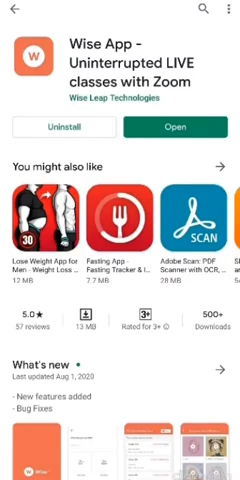 W
Wise App -
Uninterrupted LIVE
classes with Zoom
Wise Leap Technologies
Uninstall
Open
You might also like
30
SCAN
Lose Weight App for
Men - Weight Loss ...
12 MB
Fasting App -
Fasting Tracker & I...
7.7 MB
Adobe Scan: PDF
Scanner with OCR,
28 MB
5.0★
57 reviews
13 MB
3+
Rated for 3+
500+
Downloads
What's new
Last updated Aug 1, 2020
- New features added
- Bug Fixes
W